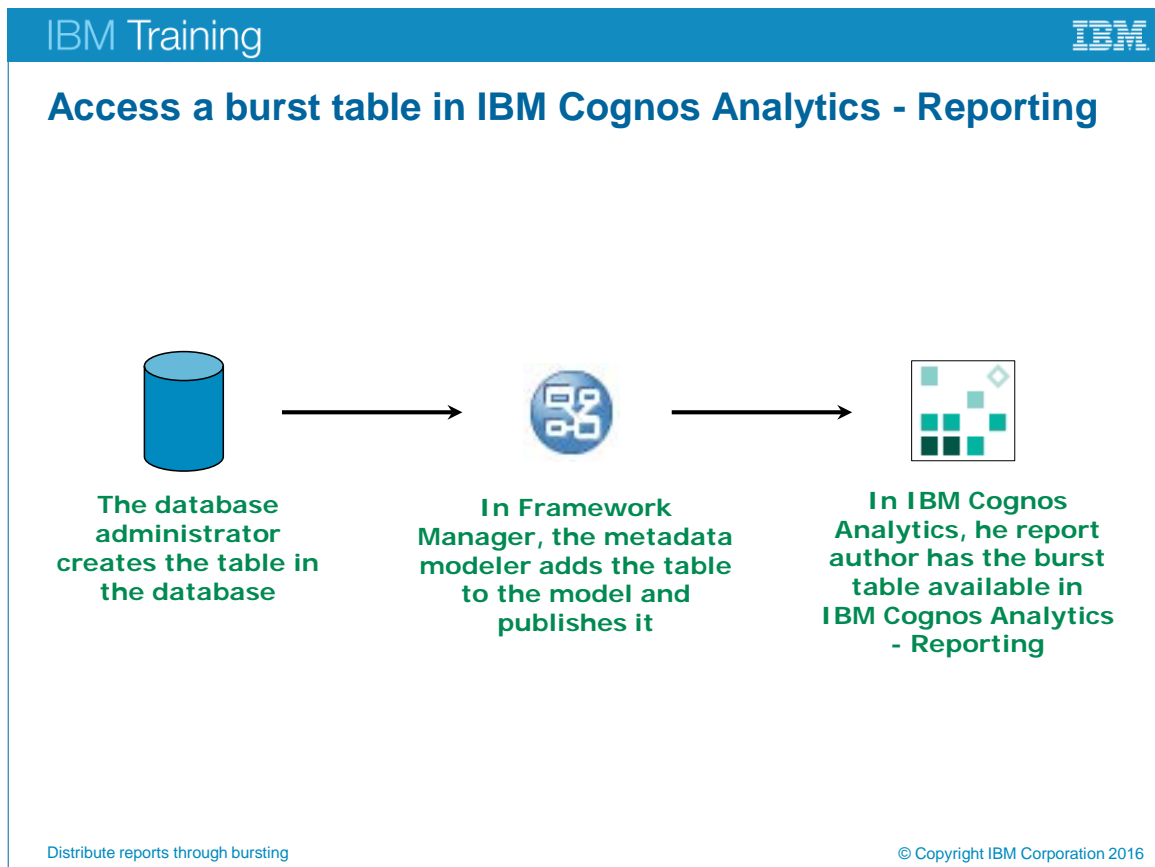 IBM Training
IBM
Access a burst table in IBM Cognos Analytics - Reporting
The database
administrator
creates the table in
the database
In Framework
Manager, the metadata
modeler adds the table
to the model and
publishes it
In IBM Cognos
Analytics, he report
author has the burst
table available in
IBM Cognos Analytics
- Reporting
Distribute reports through bursting
© Copyright IBM Corporation 2016